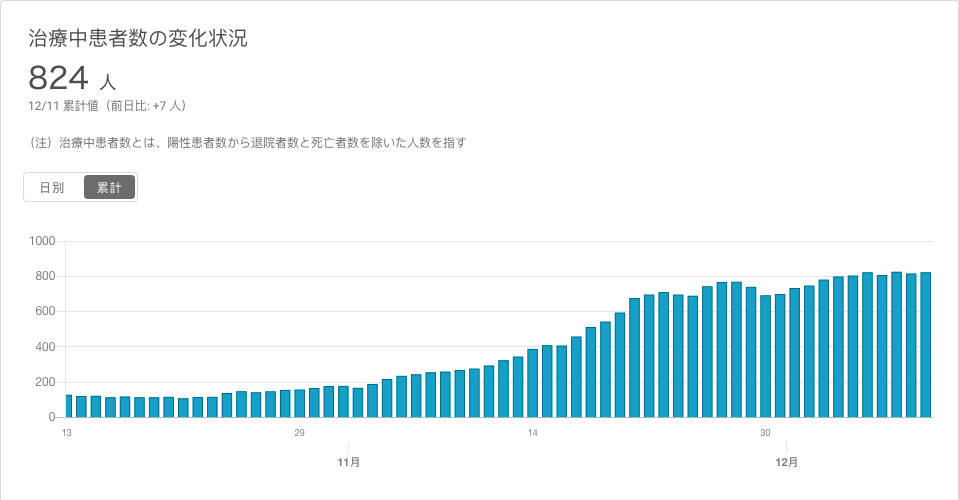 治療中患者数の変化状況
824 人
12/11 累計値（前日比: +7 人）
（注）治療中患者数とは、陽性患者数から退院者数と死亡者数を除いた人数を指す
日別 累計
1000
800
600
400
200
0
13 29 14 30
11月 12月